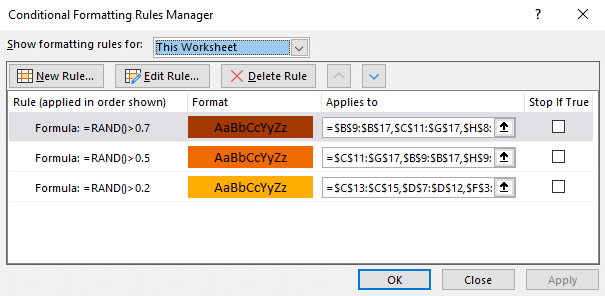 Conditional Formatting Rules Manager
Show formatting rules for: This Worksheet
New Rule... Edit Rule... Delete Rule
Rule (applied in order shown) Format Applies to Stop If True
Formula: =RAND()>0.7 AaBbCcYyZz =$B$9:$B$17,$C$11:$G$17,$H$8:
Formula: =RAND()>0.5 AaBbCcYyZz =$C$11:$G$17,$B$9:$B$17,$H$9:
Formula: =RAND()>0.2 AaBbCcYyZz =$C$13:$C$15,$D$7:$D$12,$F$3:
OK Close Apply